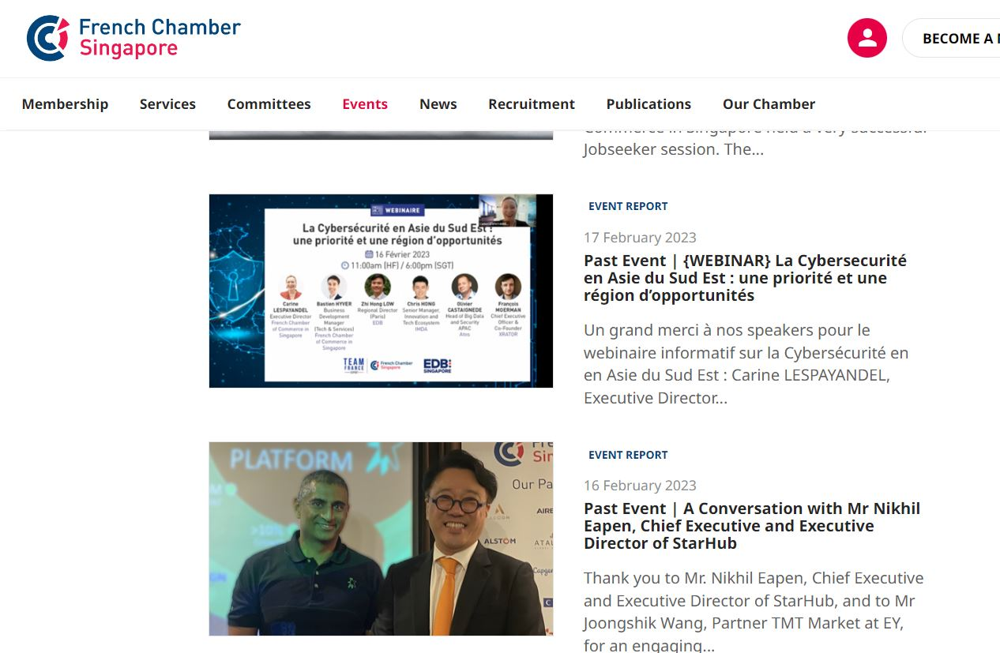 French Chamber
Singapore
BECOME A
Membership Services Committees Events News Recruitment Publications Our Chamber
Commerce in Singapore held a very successful
Jobseeker session. The...
WEBINAIRE
La Cybersécurité en Asie du Sud Est :
une priorité et une région d'opportunités
16 Février 2023
11:00am (HF) / 6:00pm (SGT)
Carine
LESPAYANDEL
Executive Director
French Chamber
of Commerce in
Singapore
Bastien HYVER
Business
Development
Manager
(Tech & Services)
French Chamber
of Commerce in
Singapore
Zhi Hong LOW
Regional Director
(Paris)
EDB
Chris HONG
Senior Manager,
Innovation and
Tech Ecosystem
IMDA
Olivier
CASTAIGNEDE
Head of Big Data
and Security
APAC
Atos
François
MOERMAN
Chief Executive
Officer &
Co-Founder
XRATOR
TEAM
FRANCE
French Chamber
Singapore
EDB
SINGAPORE
EVENT REPORT
17 February 2023
Past Event | {WEBINAR} La Cybersecurité
en Asie du Sud Est : une priorité et une
région d’opportunités
Un grand merci à nos speakers pour le
webinaire informatif sur la Cybersécurité en
en Asie du Sud Est : Carine LESPAYANDEL,
Executive Director...
PLATFORM
Our Pa
ALSTOM
EVENT REPORT
16 February 2023
Past Event | A Conversation with Mr Nikhil
Eapen, Chief Executive and Executive
Director of StarHub
Thank you to Mr. Nikhil Eapen, Chief Executive
and Executive Director of StarHub, and to Mr
Joongshik Wang, Partner TMT Market at EY,
for an engaging...